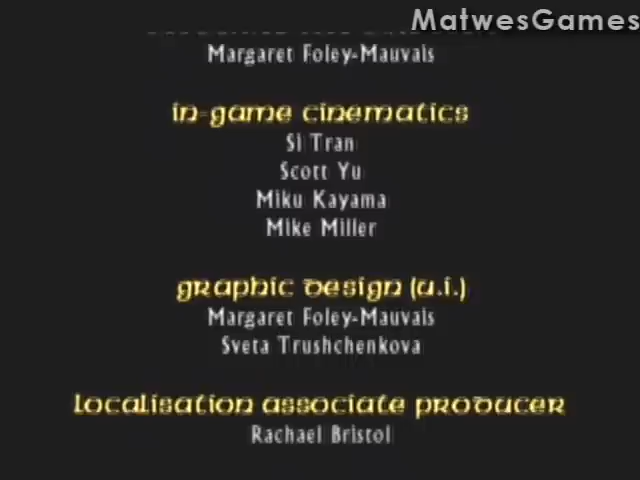 MatwesGames
Margaret Foley-Mauvais
in-game cinematics
Si Tran
Scott Yu
Miku Kayama
Mike Miller
graphic design (u.i.)
Margaret Foley-Mauvais
Sveta Trushchenkova
localisation associate producer
Rachael Bristol